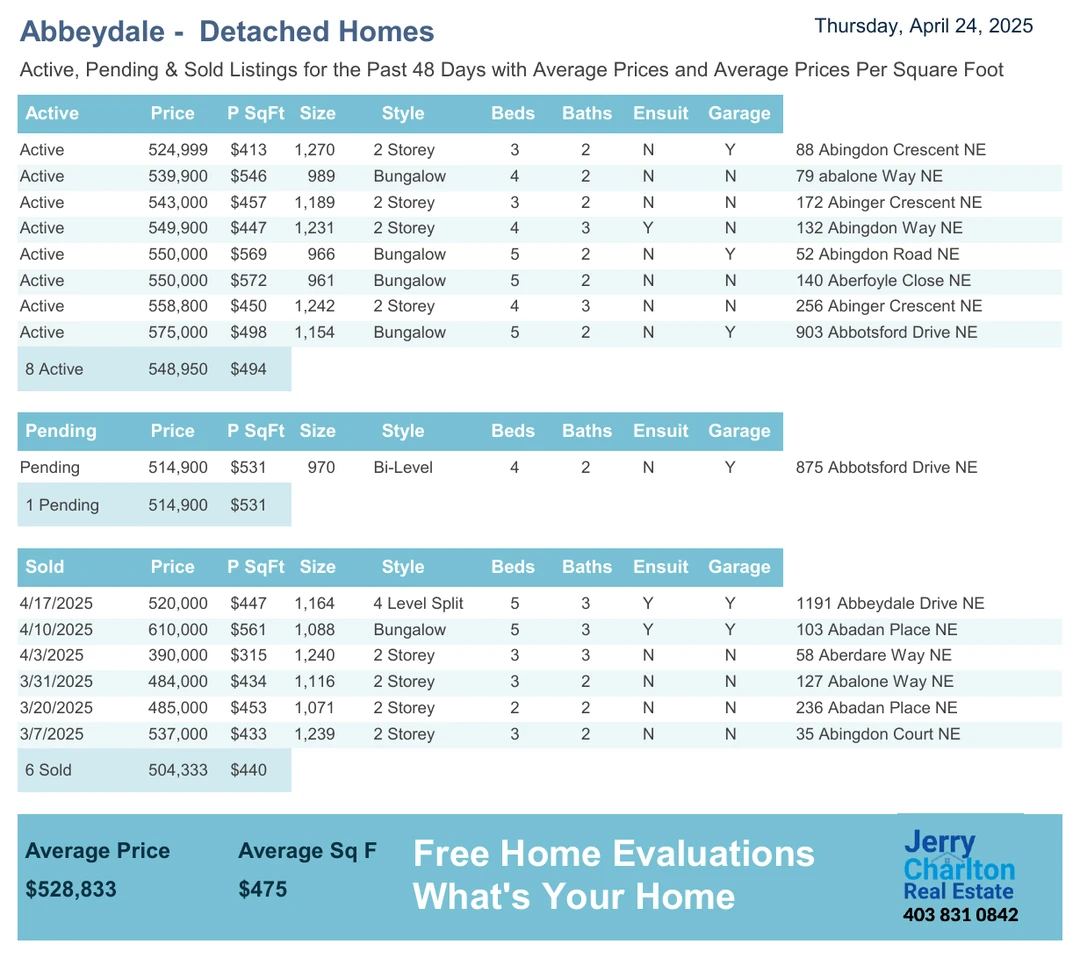 Abbeydale - Detached Homes
Thursday, April 24, 2025
Active, Pending & Sold Listings for the Past 48 Days with Average Prices and Average Prices Per Square Foot
Active Price P SqFt Size Style Beds Baths Ensuit Garage
Active 524,999 $413 1,270 2 Storey 3 2 N Y 88 Abingdon Crescent NE
Active 539,900 $546 989 Bungalow 4 2 N N 79 abalone Way NE
Active 543,000 $457 1,189 2 Storey 3 2 N N 172 Abinger Crescent NE
Active 549,900 $447 1,231 2 Storey 4 3 Y N 132 Abingdon Way NE
Active 550,000 $569 966 Bungalow 5 2 N Y 52 Abingdon Road NE
Active 550,000 $572 961 Bungalow 5 2 N N 140 Aberfoyle Close NE
Active 558,800 $450 1,242 2 Storey 4 3 N N 256 Abinger Crescent NE
Active 575,000 $498 1,154 Bungalow 5 2 N Y 903 Abbotsford Drive NE
8 Active 548,950 $494
Pending Price P SqFt Size Style Beds Baths Ensuit Garage
Pending 514,900 $531 970 Bi-Level 4 2 N Y 875 Abbotsford Drive NE
1 Pending 514,900 $531
Sold Price P SqFt Size Style Beds Baths Ensuit Garage
4/17/2025 520,000 $447 1,164 4 Level Split 5 3 Y Y 1191 Abbeydale Drive NE
4/10/2025 610,000 $561 1,088 Bungalow 5 3 Y Y 103 Abadan Place NE
4/3/2025 390,000 $315 1,240 2 Storey 3 3 N N 58 Aberdare Way NE
3/31/2025 484,000 $434 1,116 2 Storey 3 2 N N 127 Abalone Way NE
3/20/2025 485,000 $453 1,071 2 Storey 2 2 N N 236 Abadan Place NE
3/7/2025 537,000 $433 1,239 2 Storey 3 2 N N 35 Abingdon Court NE
6 Sold 504,333 $440
Average Price Average Sq F
$528,833 $475
Free Home Evaluations
What's Your Home
Jerry
Charlton
Real Estate
403 831 0842